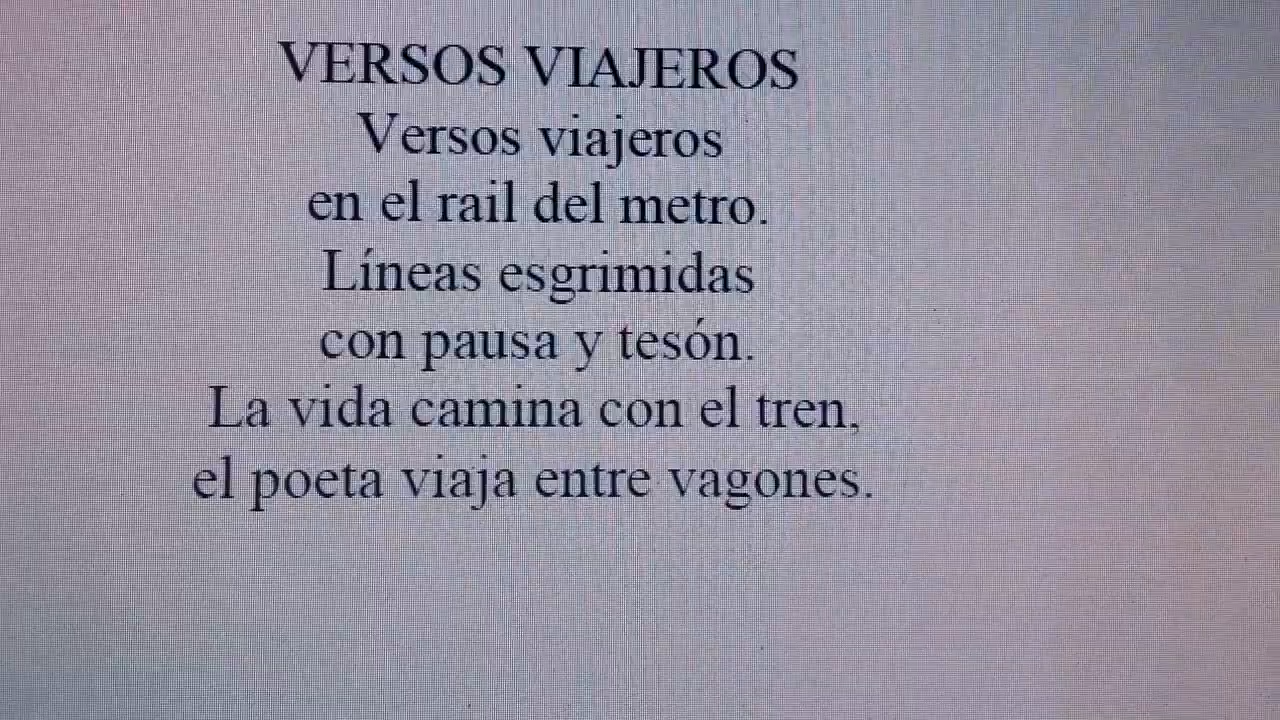 VERSOS VIAJEROS
Versos viajeros
en el rail del metro.
Líneas esgrimidas
con pausa y tesón.
La vida camina con el tren,
el poeta viaja entre vagones.